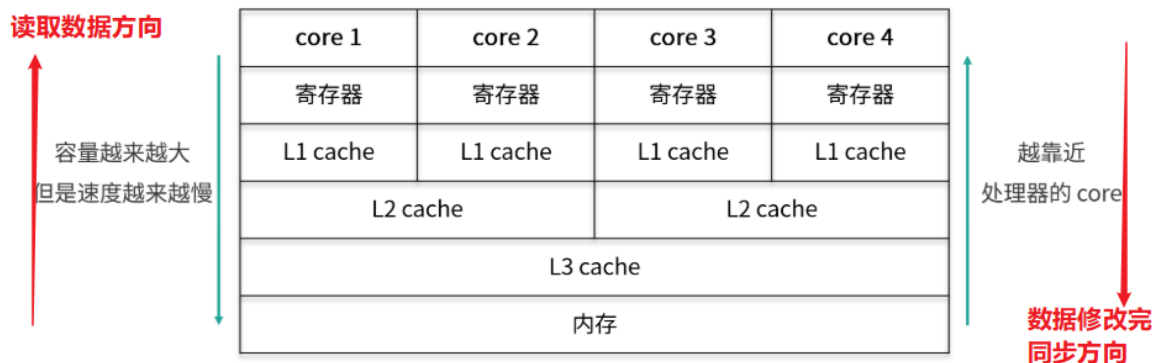 读取数据方向
core 1 core 2 core 3 core 4
寄存器 寄存器 寄存器 寄存器
L1 cache L1 cache L1 cache L1 cache
L2 cache L2 cache
L3 cache
内存
容量越来越大
但是速度越来越慢
越靠近
处理器的 core
数据修改完
同步方向